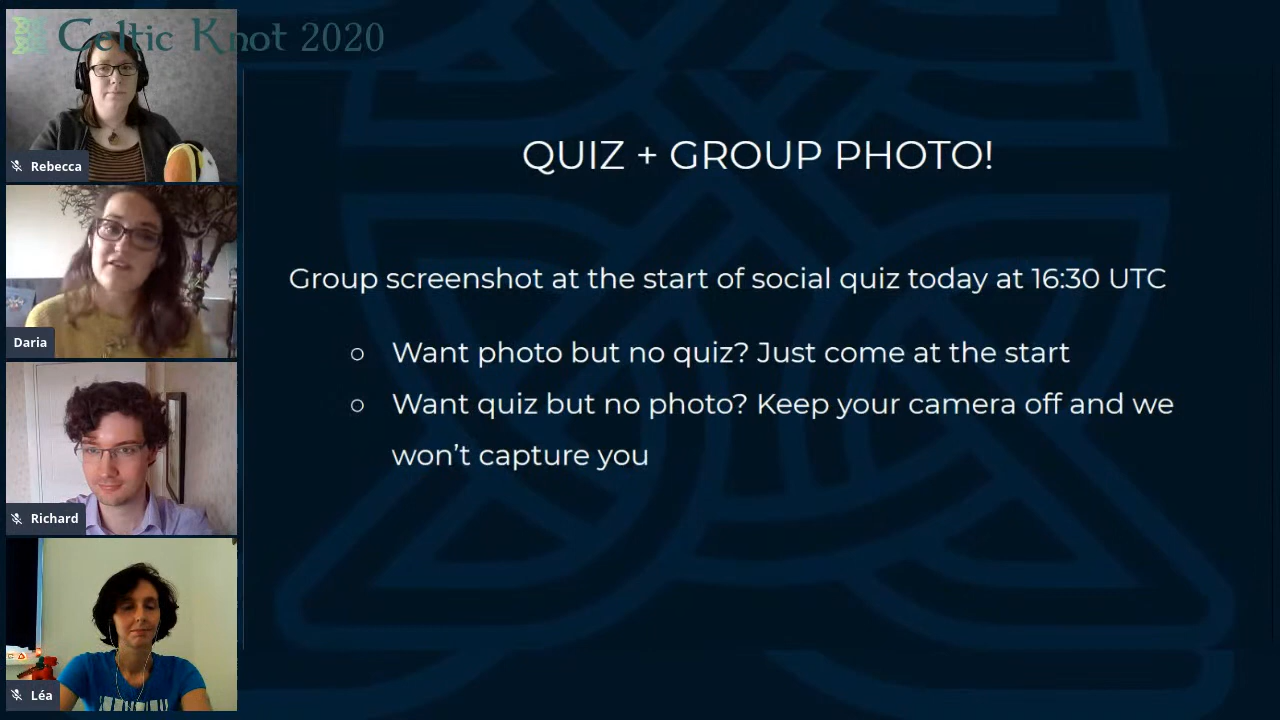 Celtic Knot 2020
Rebecca
Daria
Richard
Léa
QUIZ + GROUP PHOTO!
Group screenshot at the start of social quiz today at 16:30 UTC
○ Want photo but no quiz? Just come at the start
○ Want quiz but no photo? Keep your camera off and we
won’t capture you